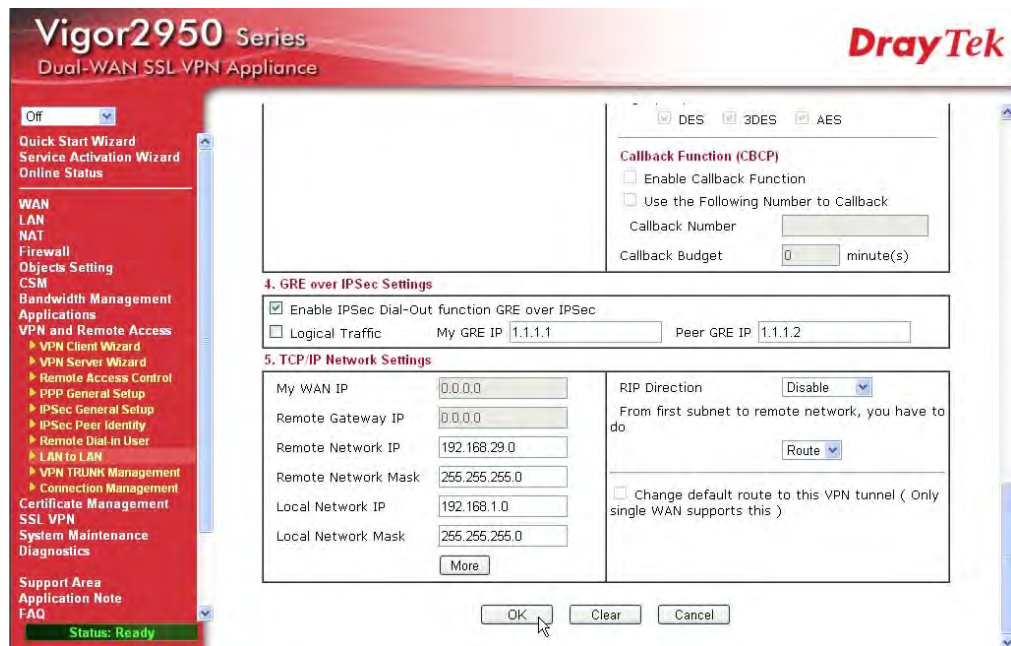 Vigor2950 Series
Dual-WAN SSL VPN Appliance
DrayTek
Off
Quick Start Wizard
Service Activation Wizard
Online Status
WAN
LAN
NAT
Firewall
Objects Setting
CSM
Bandwidth Management
Applications
VPN and Remote Access
VPN Client Wizard
VPN Server Wizard
Remote Access Control
PPP General Setup
IPSec General Setup
IPSec Peer Identity
Remote Dial-in User
LAN to LAN
VPN TRUNK Management
Connection Management
Certificate Management
SSL VPN
System Maintenance
Diagnostics
Support Area
Application Note
FAQ
Status: Ready
DES 3DES AES
Callback Function (CBCP)
Enable Callback Function
Use the Following Number to Callback
Callback Number
Callback Budget 0 minute(s)
4. GRE over IPSec Settings
Enable IPSec Dial-Out function GRE over IPSec
Logical Traffic My GRE IP 1.1.1.1 Peer GRE IP 1.1.1.2
5. TCP/IP Network Settings
My WAN IP 0.0.0.0
Remote Gateway IP 0.0.0.0
Remote Network IP 192.168.29.0
Remote Network Mask 255.255.255.0
Local Network IP 192.168.1.0
Local Network Mask 255.255.255.0
More
RIP Direction Disable
From first subnet to remote network, you have to
do
Route
Change default route to this VPN tunnel ( Only
single WAN supports this )
OK Clear Cancel